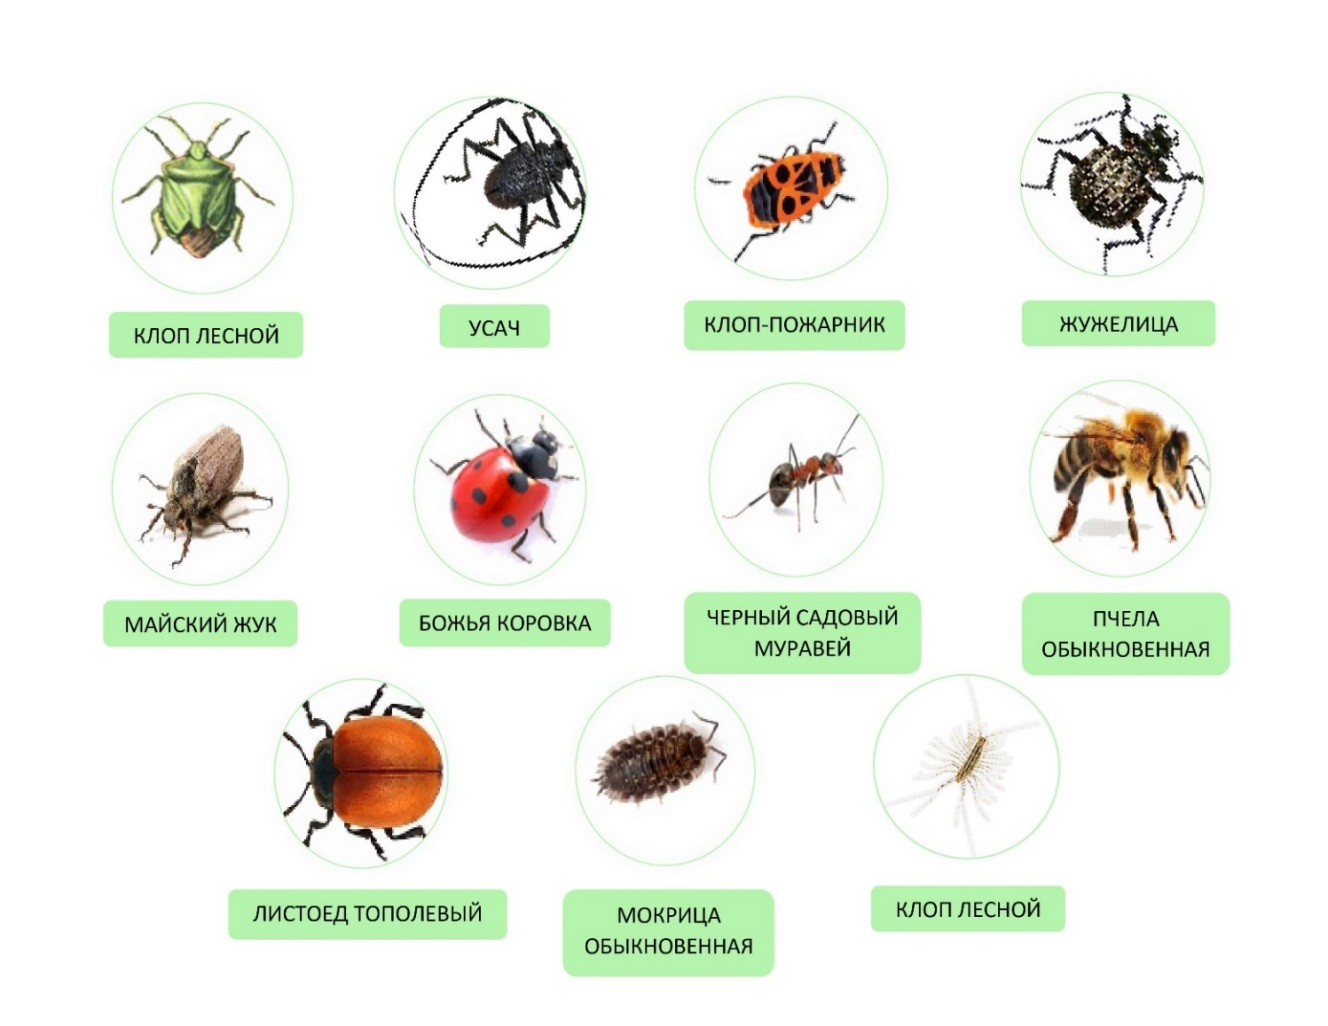 КЛОП ЛЕСНОЙ
УСАЧ
КЛОП-ПОЖАРНИК
ЖУЖЕЛИЦА
МАЙСКИЙ ЖУК
БОЖЬЯ КОРОВКА
ЧЕРНЫЙ САДОВЫЙ
МУРАВЕЙ
ПЧЕЛА
ОБЫКНОВЕННАЯ
ЛИСТОЕД ТОПОЛЕВЫЙ
МОКРИЦА
ОБЫКНОВЕННАЯ
КЛОП ЛЕСНОЙ